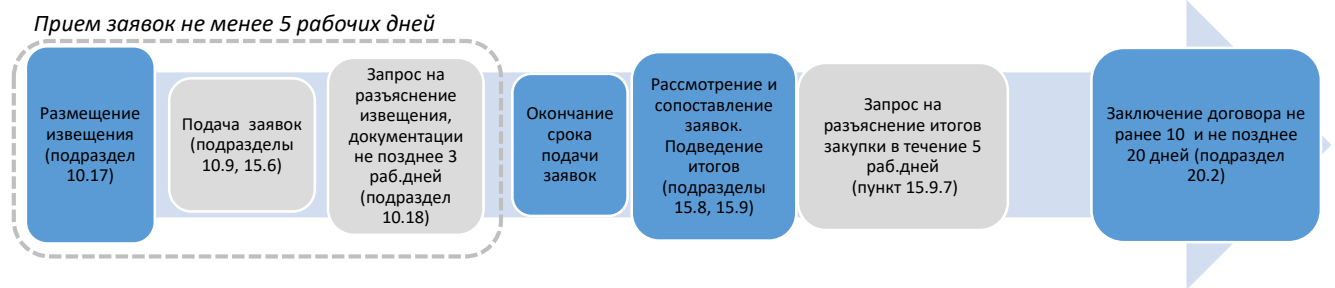 Прием заявок не менее 5 рабочих дней
Размещение
извещения
(подраздел
10.17)
Подача заявок
(подразделы
10.9, 15.6)
Запрос на
разъяснение
извещения,
документации
не позднее 3
раб.дней
(подраздел
10.18)
Окончание
срока
подачи
заявок
Рассмотрение и
сопоставление
заявок.
Подведение
итогов
(подразделы
15.8, 15.9)
Запрос на
разъяснение итогов
закупки в течение 5
раб.дней
(пункт 15.9.7)
Заключение договора не
ранее 10 и не позднее
20 дней (подраздел
20.2)